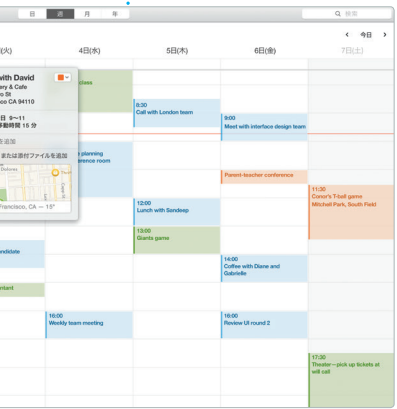 日 週 月 年
検索
今日
(火)
4日(水)
5日(木)
6日(金)
7日(土)
with David
ery & Cafe
o St
sco CA 94110
日 9〜11
移動時間 15 分
を追加
または添付ファイルを追加
Dolores
Francisco, CA — 15°
class
planning
erence room
ndidate
ritant
16:00
Weekly team meeting
9:30
Call with London team
12:00
Lunch with Sandeep
13:00
Giants game
9:00
Meet with interface design team
Parent-teacher conference
14:00
Coffee with Diane and
Gabrielle
16:00
Review UI round 2
11:30
Conor's T-ball game
Mitchell Park, South Field
17:30
Theater—pick up tickets at
will call